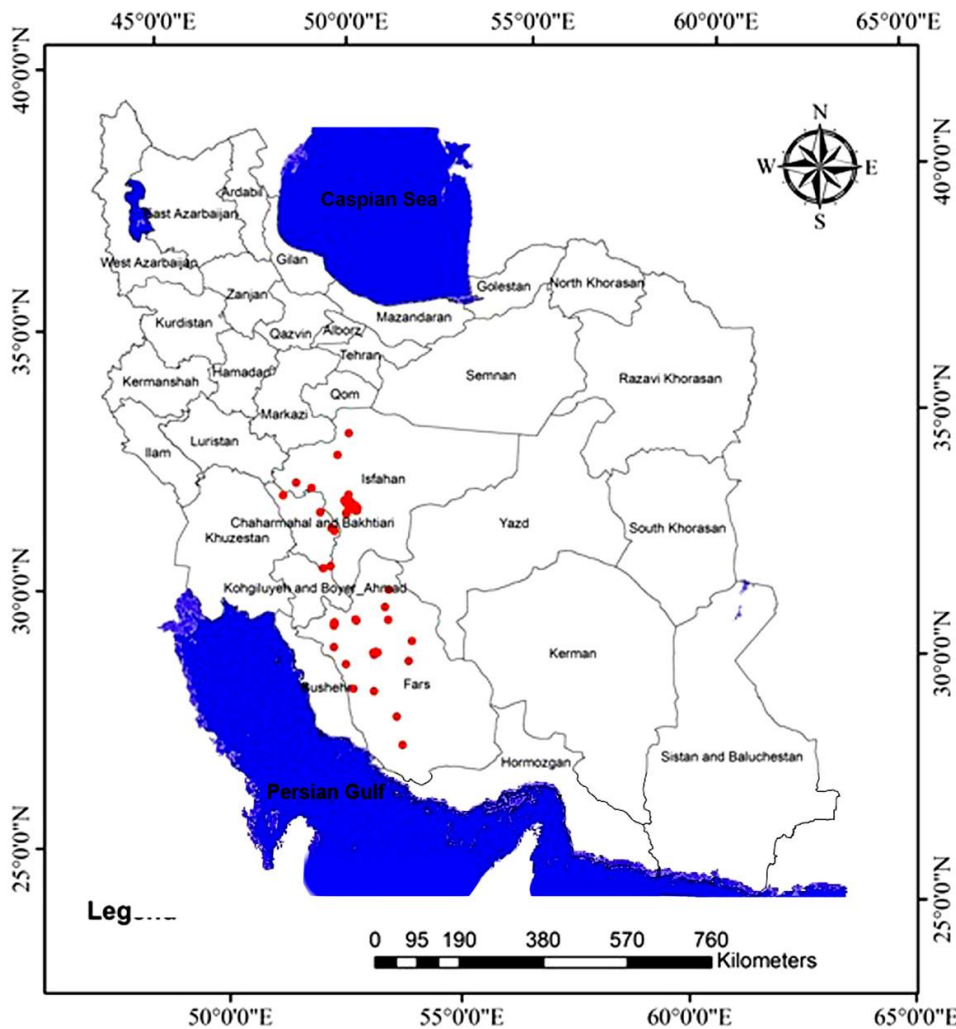 45°0'0"E 50°0'0"E 55°0'0"E 60°0'0"E 65°0'0"E
40°0'0"N
35°0'0"N
30°0'0"N
25°0'0"N
N
W E
S
40°0'0"N
35°0'0"N
30°0'0"N
25°0'0"N
Caspian Sea
Ardabil
East Azarbaijan
West Azarbaijan
Gilan
Golestan
North Khorasan
Zanjan
Mazandaran
Kurdistan
Qazvin
Alborz
Tehran
Hamadan
Kermanshah
Semnan
Razavi Khorasan
Qom
Markazi
Luristan
Ilam
Isfahan
Chaharmahal and Bakhtiari
Yazd
South Khorasan
Khuzestan
Kohgiluyeh and Boyer_Ahmad
Kerman
Bushehr
Fars
Hormozgan
Sistan and Baluchestan
Persian Gulf
0 95 190 380 570 760
Kilometers
50°0'0"E 55°0'0"E 60°0'0"E 65°0'0"E